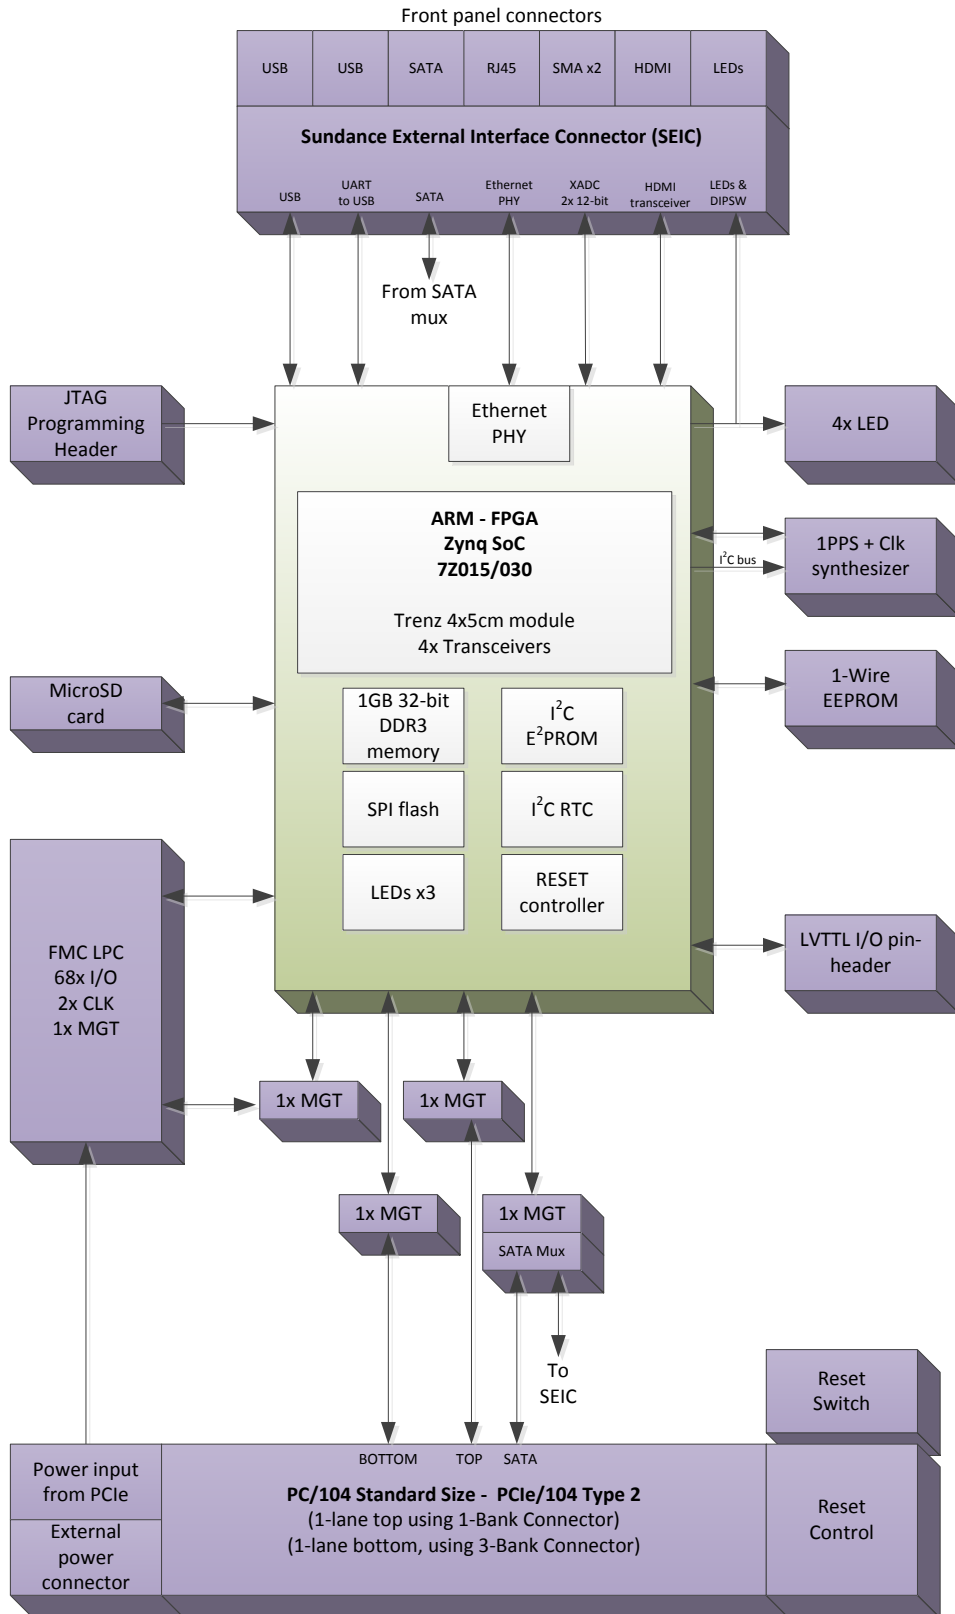 Front panel connectors
USB
USB
SATA
RJ45
SMA x2
HDMI
LEDs
Sundance External Interface Connector (SEIC)
USB
UART
to USB
SATA
Ethernet
PHY
XADC
2x 12-bit
HDMI
transceiver
LEDs &
DIPSW
From SATA
mux
JTAG
Programming
Header
Ethernet
PHY
4x LED
ARM - FPGA
Zynq SoC
7Z015/030
Trenz 4x5cm module
4x Transceivers
I²C bus
1PPS + Clk
synthesizer
MicroSD
card
1GB 32-bit
DDR3
memory
I²C
E²PROM
1-Wire
EEPROM
SPI flash
I²C RTC
LEDs x3
RESET
controller
FMC LPC
68x I/O
2x CLK
1x MGT
LVTTL I/O pin-
header
1x MGT
1x MGT
1x MGT
1x MGT
SATA Mux
To
SEIC
Reset
Switch
Power input
from PCIe
External
power
connector
BOTTOM
TOP
SATA
PC/104 Standard Size - PCIe/104 Type 2
(1-lane top using 1-Bank Connector)
(1-lane bottom, using 3-Bank Connector)
Reset
Control